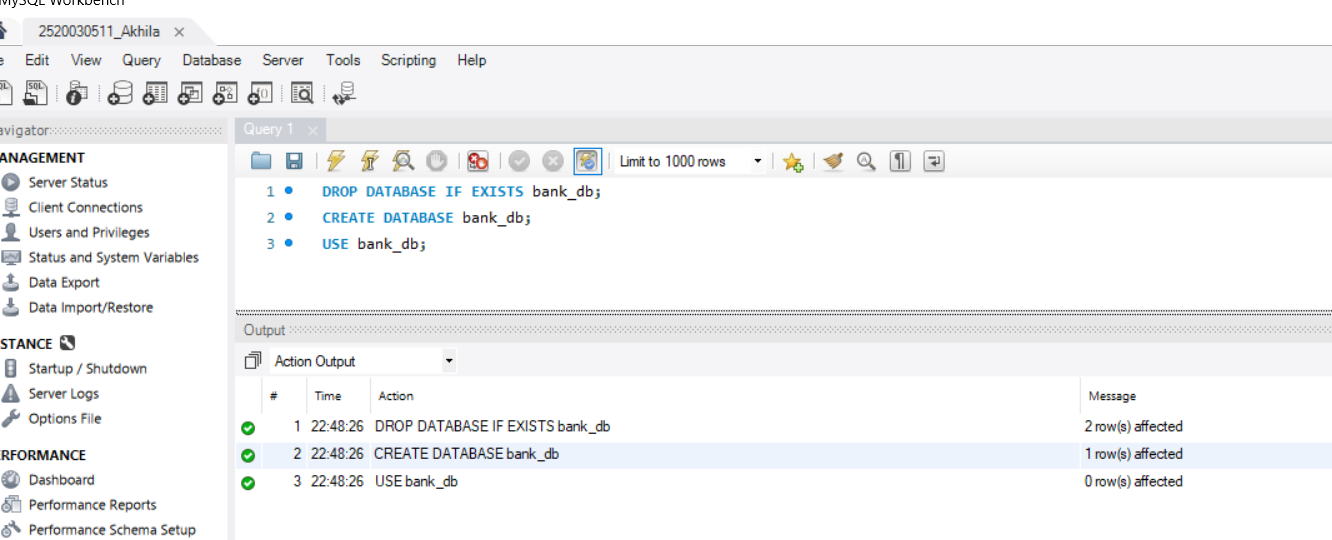 MySQL Workbench
2520030511_Akhila
Edit View Query Database Server Tools Scripting Help
avigator
Query 1
ANAGEMENT
Server Status
Client Connections
Users and Privileges
Status and System Variables
Data Export
Data Import/Restore
STANCE
Startup / Shutdown
Server Logs
Options File
RFORMANCE
Dashboard
Performance Reports
Performance Schema Setup
Limit to 1000 rows
1 DROP DATABASE IF EXISTS bank_db;
2 CREATE DATABASE bank_db;
3 USE bank_db;
Output
Action Output
# Time Action Message
1 22:48:26 DROP DATABASE IF EXISTS bank_db 2 row(s) affected
2 22:48:26 CREATE DATABASE bank_db 1 row(s) affected
3 22:48:26 USE bank_db 0 row(s) affected